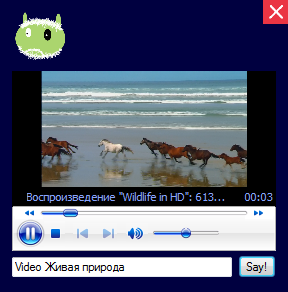 Воспроизведение "Wildlife in HD": 613... 00:03
Video Живая природа
Say!